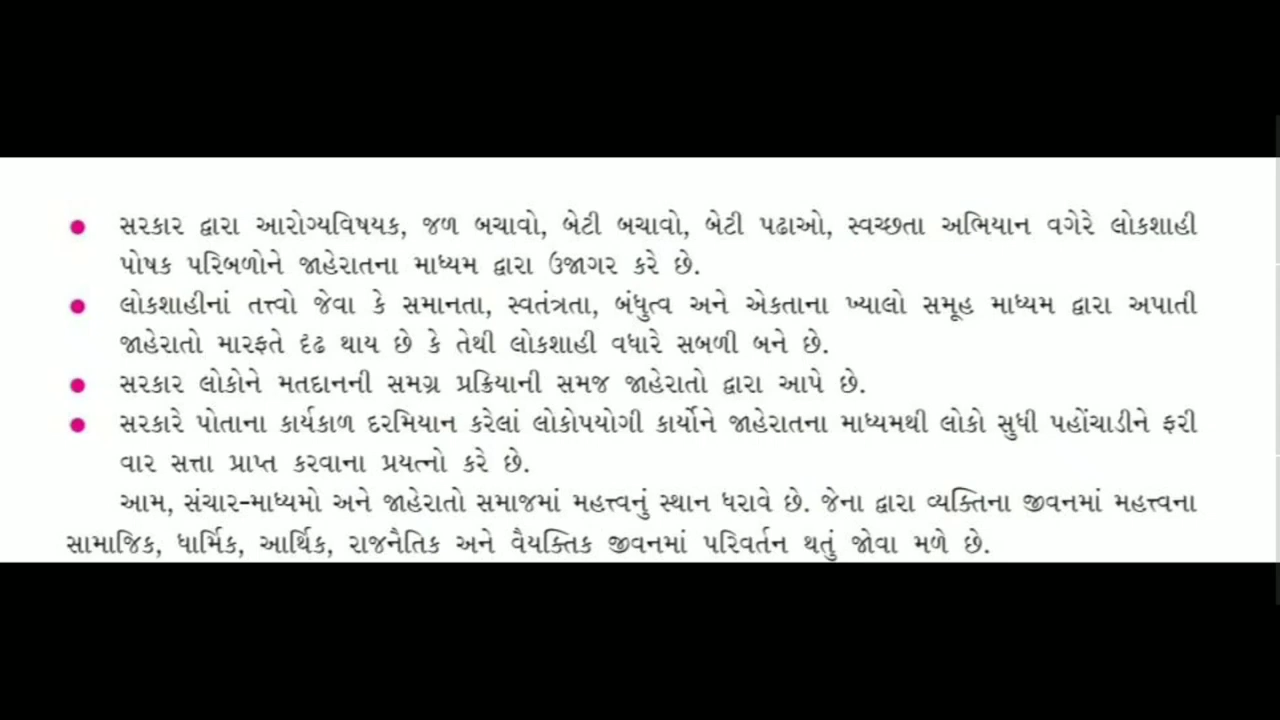 ● સરકાર દ્વારા આરોગ્યવિષયક, જળ બચાવો, બેટી બચાવો, બેટી પઢાઓ, સ્વચ્છતા અભિયાન વગેરે લોકશાહી
પોષક પરિબળોને જાહેરાતના માધ્યમ દ્વારા ઉજાગર કરે છે.
● લોકશાહીનાં તત્ત્વો જેવા કે સમાનતા, સ્વતંત્રતા, બંધુત્વ અને એકતાના ખ્યાલો સમૂહ માધ્યમ દ્વારા અપાતી
જાહેરાતો મારફતે દૃઢ થાય છે કે તેથી લોકશાહી વધારે સબળી બને છે.
● સરકાર લોકોને મતદાનની સમગ્ર પ્રક્રિયાની સમજ જાહેરાતો દ્વારા આપે છે.
● સરકારે પોતાના કાર્યકાળ દરમિયાન કરેલાં લોકોપયોગી કાર્યોને જાહેરાતના માધ્યમથી લોકો સુધી પહોંચાડીને ફરી
વાર સત્તા પ્રાપ્ત કરવાના પ્રયત્નો કરે છે.
આમ, સંચાર-માધ્યમો અને જાહેરાતો સમાજમાં મહત્ત્વનું સ્થાન ધરાવે છે. જેના દ્વારા વ્યક્તિના જીવનમાં મહત્ત્વના
સામાજિક, ધાર્મિક, આર્થિક, રાજનૈતિક અને વૈયક્તિક જીવનમાં પરિવર્તન થતું જોવા મળે છે.